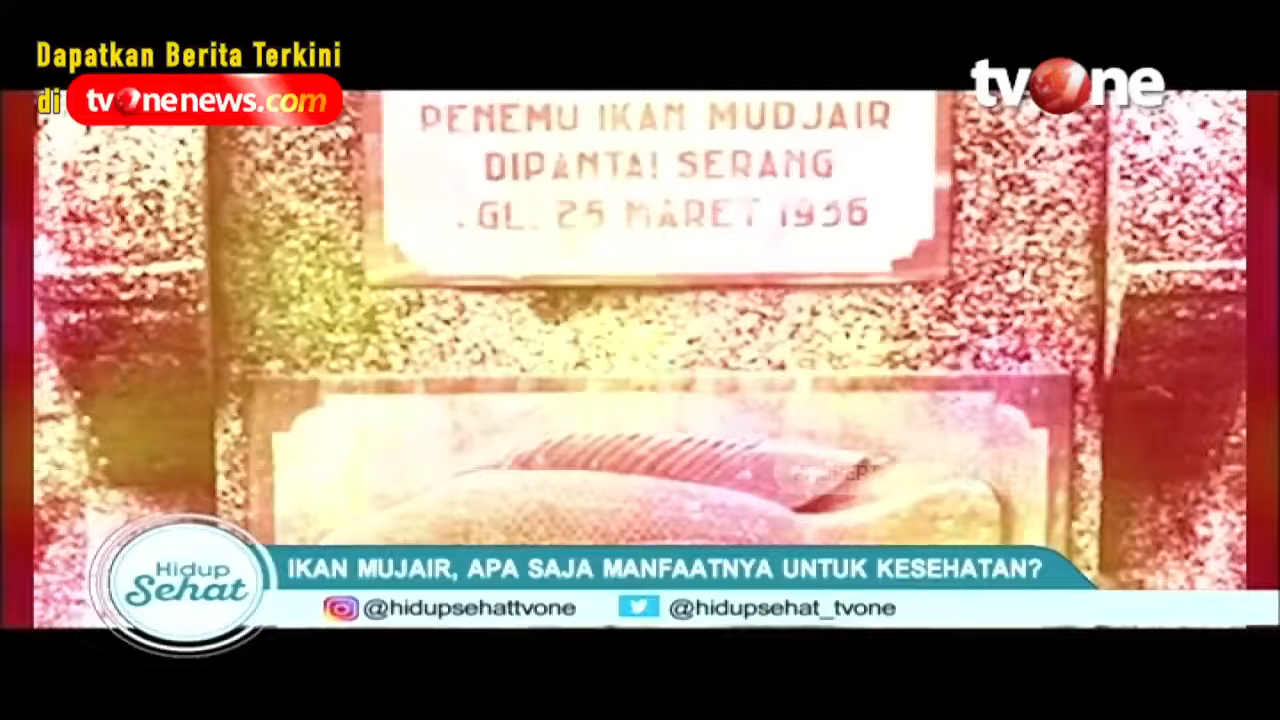 Dapatkan Berita Terkini
di tvonenews.com
tvone
PENEMU IKAN MUDJAIR
DIPANTAI SERANG
.GL. 25 MARET 1936
Hidup
Sehat
IKAN MUJAIR, APA SAJA MANFAATNYA UNTUK KESEHATAN?
@hidupsehattvone @hidupsehat_tvone